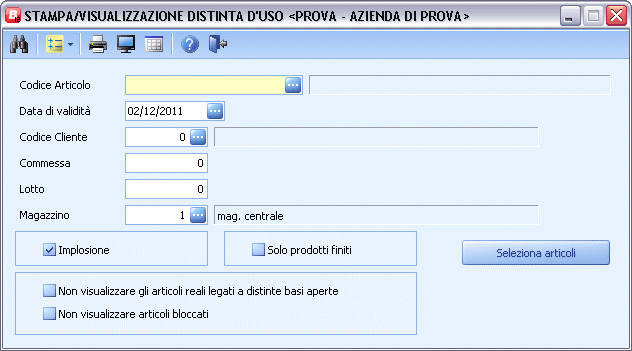 STAMPA/VISUALIZZAZIONE DISTINTA D'USO <PROVA - AZIENDA DI PROVA>
Codice Articolo
Data di validità 02/12/2011
Codice Cliente 0
Commessa 0
Lotto 0
Magazzino 1 mag. centrale
Implosione Solo prodotti finiti Seleziona articoli
Non visualizzare gli articoli reali legati a distinte basi aperte
Non visualizzare articoli bloccati